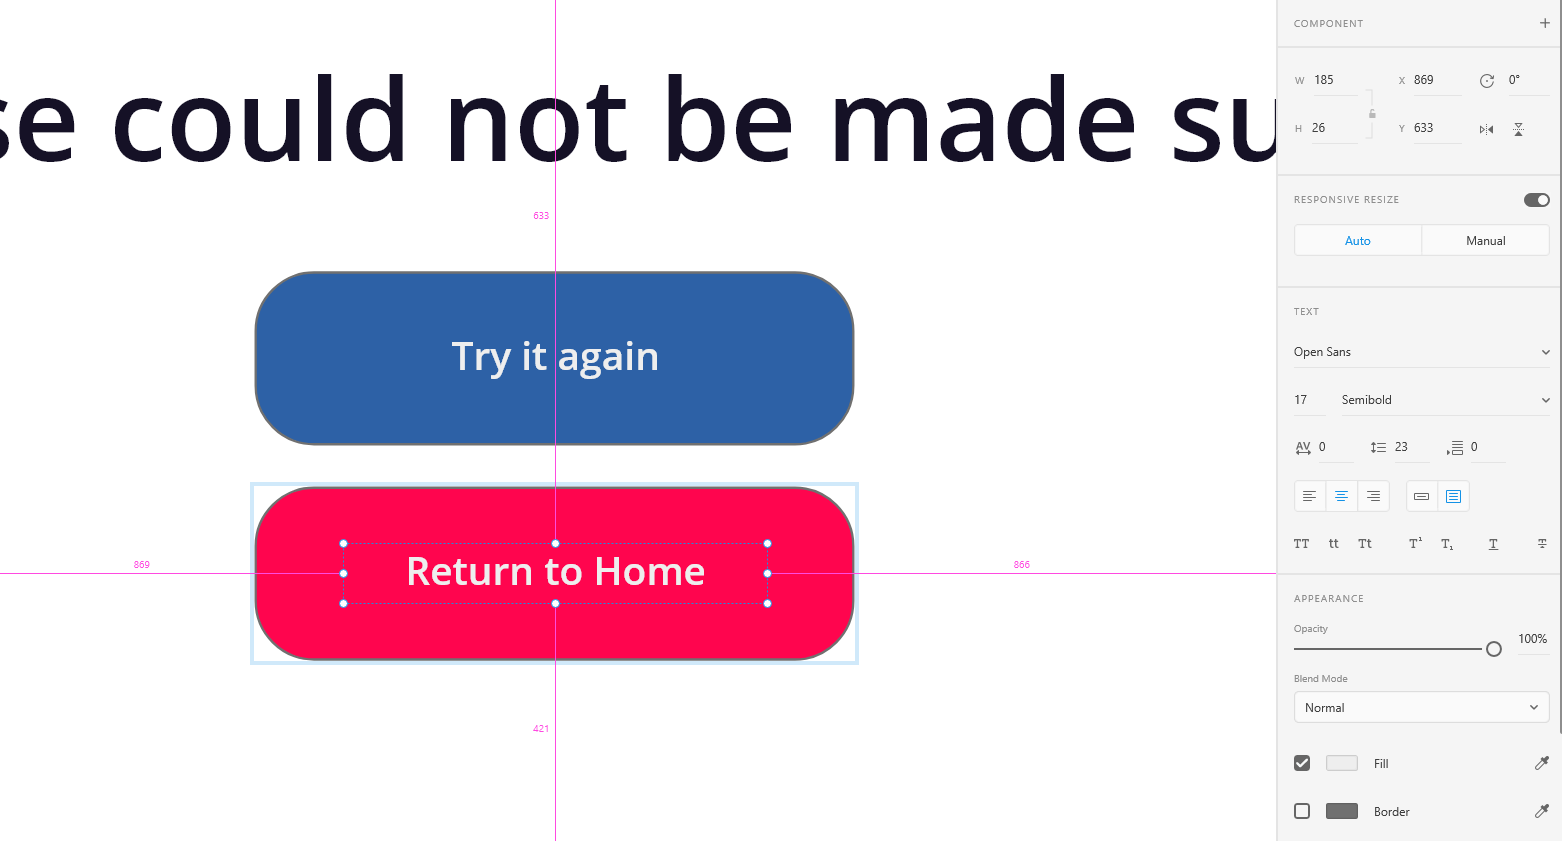 se could not be made su
633
Try it again
Return to Home
869
866
421
COMPONENT
W 185 X 869 0°
H 26 Y 633
RESPONSIVE RESIZE
Auto Manual
TEXT
Open Sans
17 Semibold
AV 0 23 0
TT tt Tt T¹ T₁ T T
APPEARANCE
Opacity
100%
Blend Mode
Normal
Fill
Border